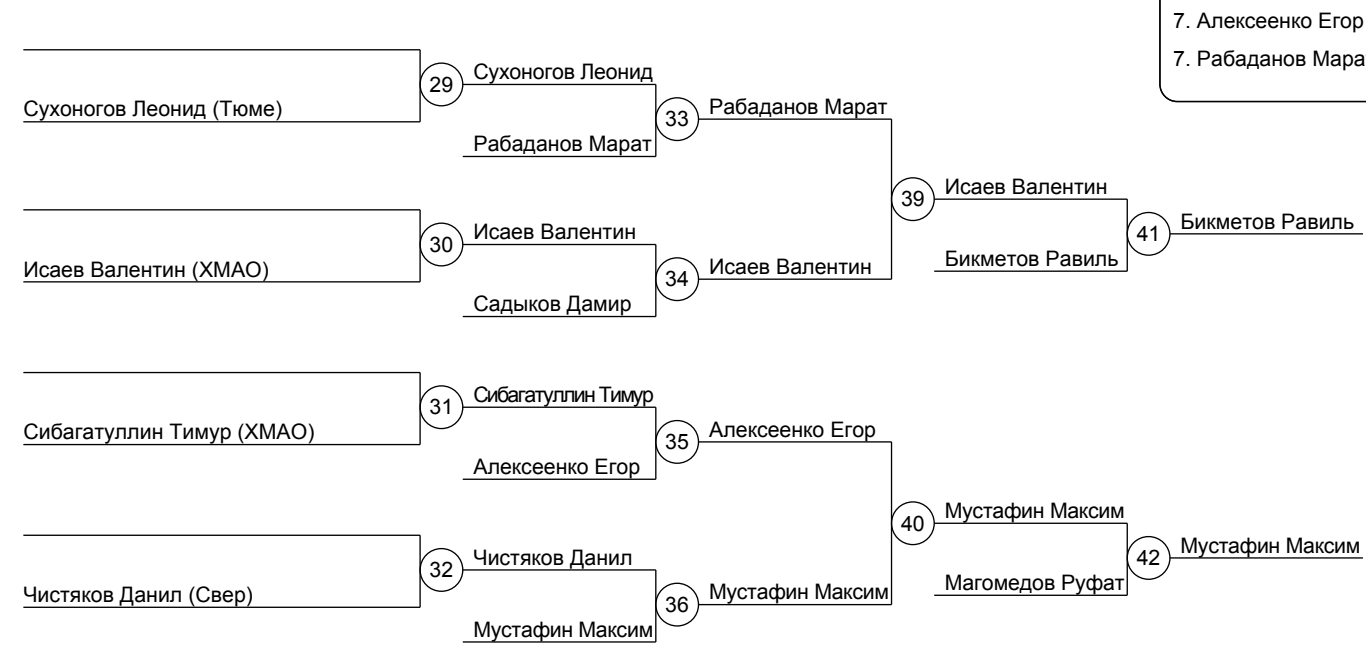 7. Алексеенко Егор
7. Рабаданов Мара
29
Сухоногов Леонид
Сухоногов Леонид (Тюме)
33
Рабаданов Марат
Рабаданов Марат
39
Исаев Валентин
30
Исаев Валентин
41
Бикметов Равиль
Исаев Валентин (ХМАО)
34
Исаев Валентин
Бикметов Равиль
Садыков Дамир
31
Сибагатуллин Тимур
Сибагатуллин Тимур (ХМАО)
35
Алексеенко Егор
Алексеенко Егор
40
Мустафин Максим
32
Чистяков Данил
42
Мустафин Максим
Чистяков Данил (Свер)
36
Мустафин Максим
Магомедов Руфат
Мустафин Максим